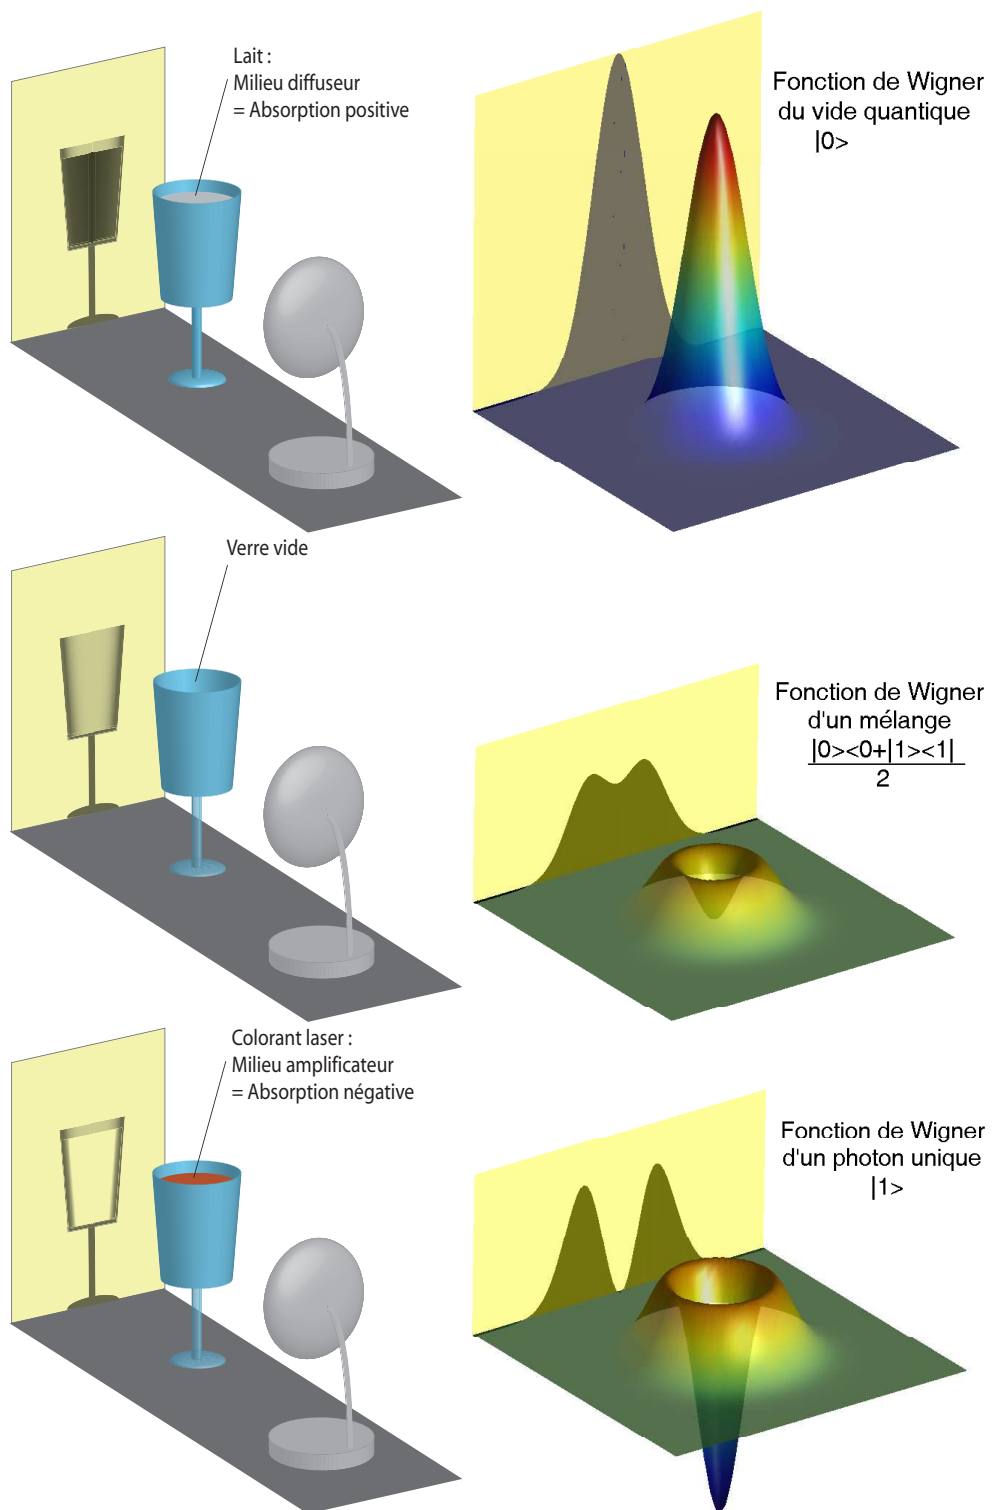 Lait :
Milieu diffuseur
= Absorption positive
Fonction de Wigner
du vide quantique
|0>
Verre vide
Fonction de Wigner
d'un mélange
|0><0+|1><1|
2
Colorant laser :
Milieu amplificateur
= Absorption négative
Fonction de Wigner
d'un photon unique
|1>